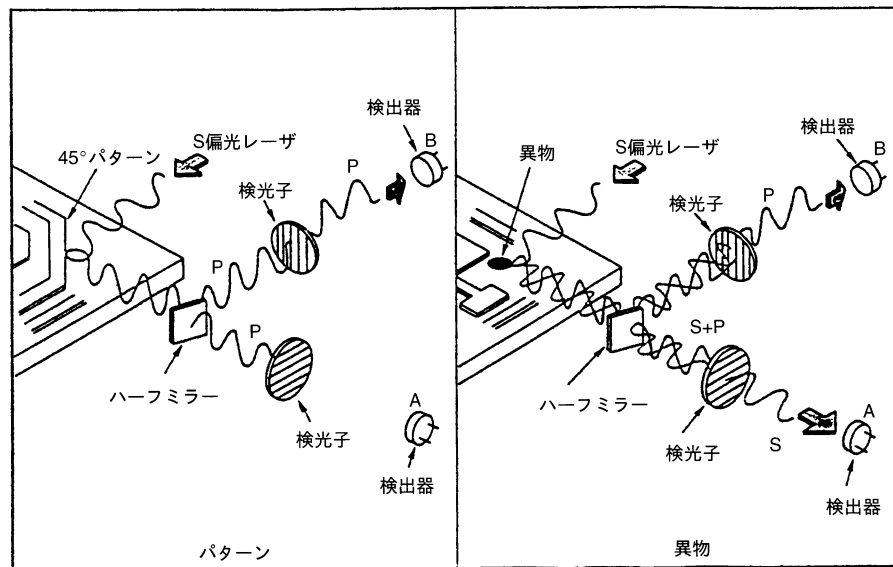 検出器
B
S偏光レーザ
45°パターン
P
検光子
P
P
ハーフミラー
検光子
A
検出器
パターン
検出器
B
異物
S偏光レーザ
検光子
P
S+P
ハーフミラー
検光子
S
A
検出器
異物